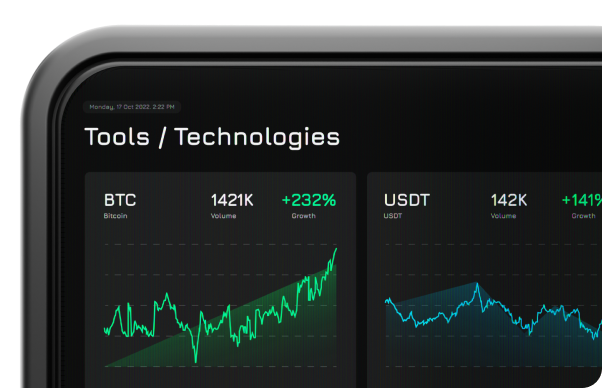 Monday, 17 Oct 2022, 2:22 PM
Tools / Technologies
BTC 1421K +232%
Bitcoin Volume Growth
USDT 142K +141%
USDT Volume Growth